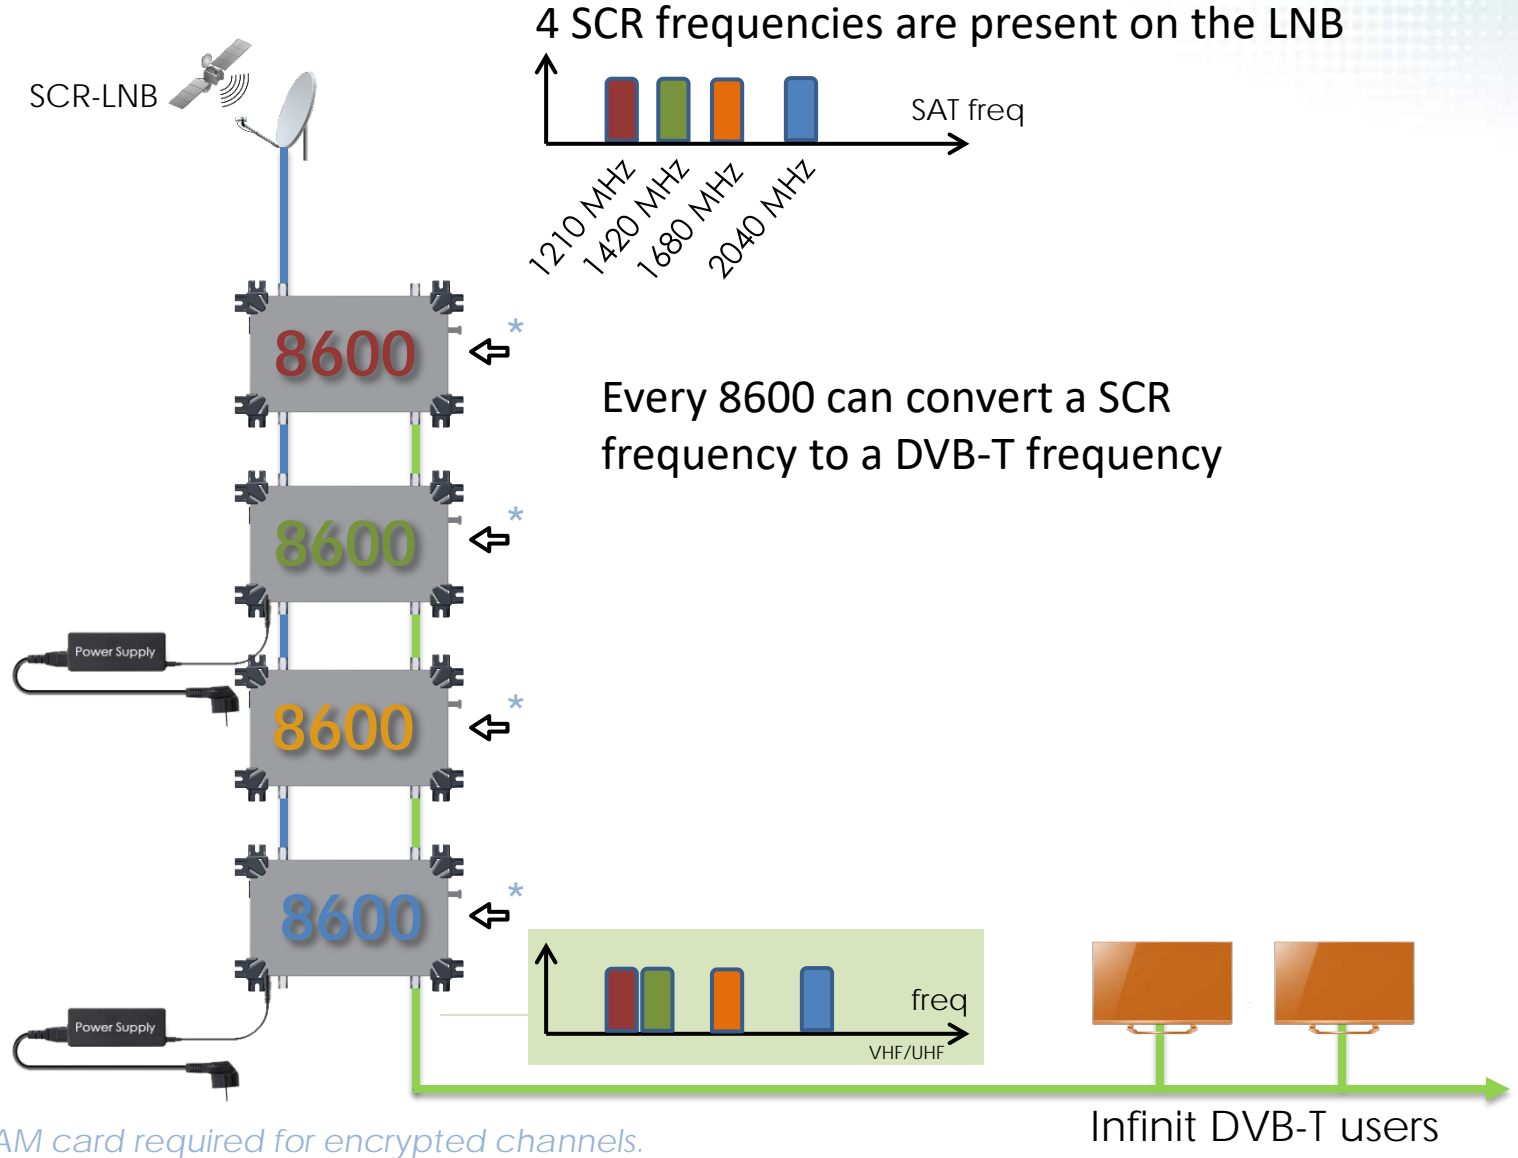 4 SCR frequencies are present on the LNB
SCR-LNB
SAT freq
1210 MHz
1420 MHz
1680 MHz
2040 MHz
8600
*
Every 8600 can convert a SCR
frequency to a DVB-T frequency
8600
*
Power Supply
8600
*
8600
*
freq
VHF/UHF
Power Supply
Infinit DVB-T users
AM card required for encrypted channels.